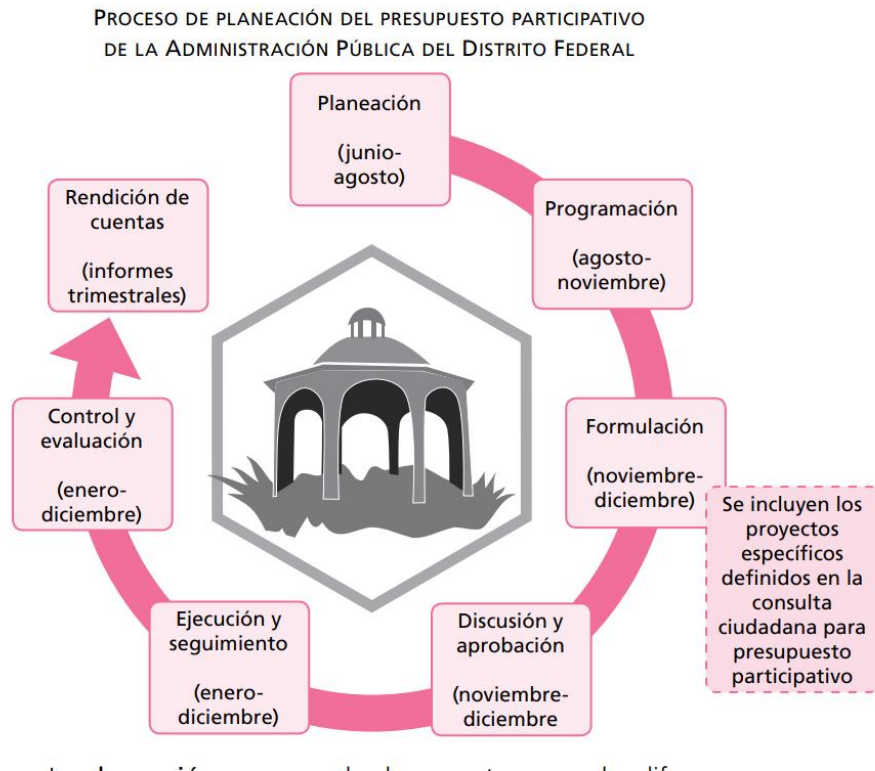 PROCESO DE PLANEACIÓN DEL PRESUPUESTO PARTICIPATIVO
DE LA ADMINISTRACIÓN PÚBLICA DEL DISTRITO FEDERAL
Planeación
(junio-
agosto)
Programación
(agosto-
noviembre)
Formulación
(noviembre-
diciembre)
Se incluyen los
proyectos
específicos
definidos en la
consulta
ciudadana para
presupuesto
participativo
Discusión y
aprobación
(noviembre-
diciembre
Ejecución y
seguimiento
(enero-
diciembre)
Control y
evaluación
(enero-
diciembre)
Rendición de
cuentas
(informes
trimestrales)